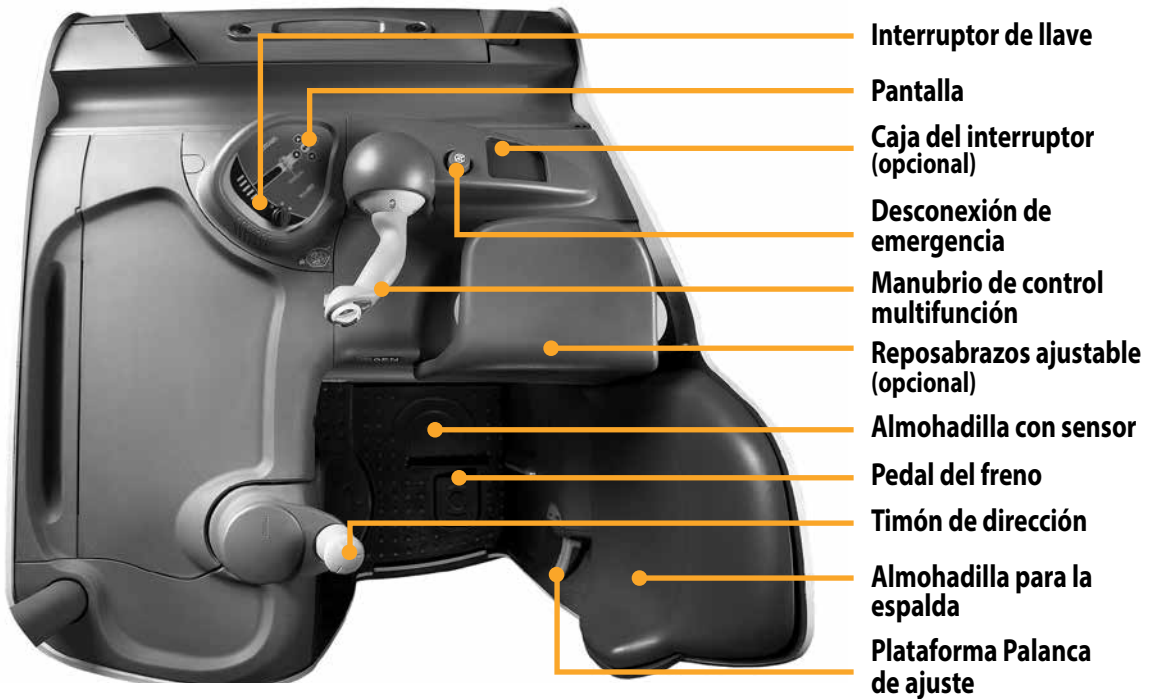 Interruptor de llave
Pantalla
Caja del interruptor
(opcional)
Desconexión de
emergencia
Manubrio de control
multifunción
Reposabrazos ajustable
(opcional)
Almohadilla con sensor
Pedal del freno
Timón de dirección
Almohadilla para la
espalda
Plataforma Palanca
de ajuste